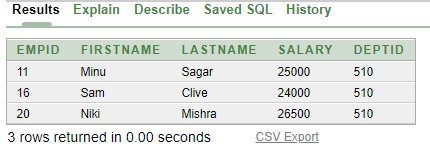 Results Explain Describe Saved SQL History
EMPID FIRSTNAME LASTNAME SALARY DEPTID
11 Minu Sagar 25000 510
16 Sam Clive 24000 510
20 Niki Mishra 26500 510
3 rows returned in 0.00 seconds CSV Export